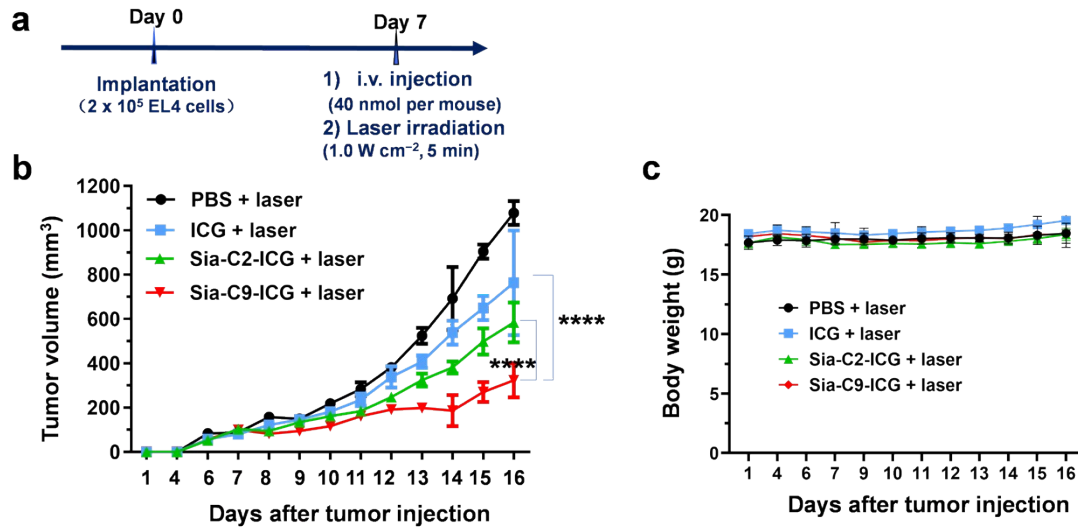 a
Day 0
Day 7
Implantation
(2 x 10⁵ EL4 cells)
1) i.v. injection
(40 nmol per mouse)
2) Laser irradiation
(1.0 W cm⁻², 5 min)
b
Tumor volume (mm³)
1200
1000
800
600
400
200
0
PBS + laser
ICG + laser
Sia-C2-ICG + laser
Sia-C9-ICG + laser
****
****
1 4 6 7 8 9 10 11 12 13 14 15 16
Days after tumor injection
c
Body weight (g)
20
15
10
5
0
PBS + laser
ICG + laser
Sia-C2-ICG + laser
Sia-C9-ICG + laser
1 4 6 7 8 9 10 11 12 13 14 15 16
Days after tumor injection